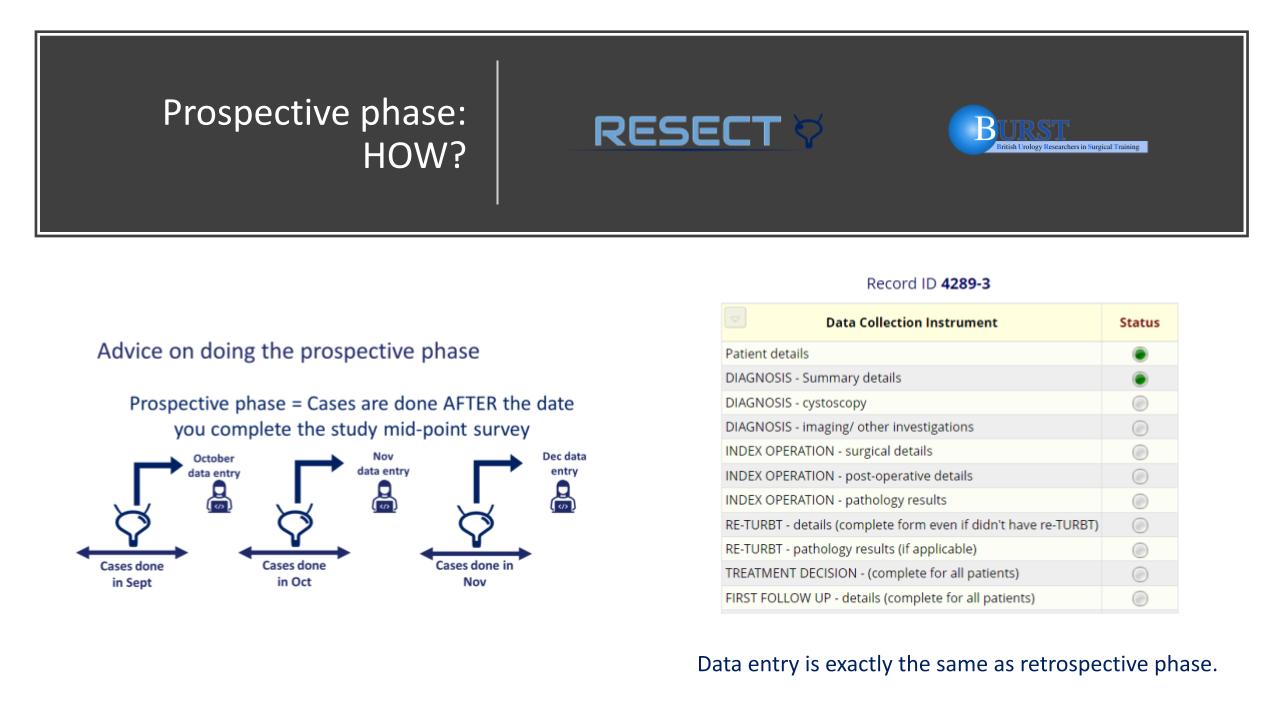 Prospective phase:
HOW?
RESECT
BURST
British Urology Researchers in Surgical Training
Advice on doing the prospective phase
Prospective phase = Cases are done AFTER the date
you complete the study mid-point survey
October
data entry
Nov
data entry
Dec data
entry
</>
</>
</>
Cases done
in Sept
Cases done
in Oct
Cases done in
Nov
Record ID 4289-3
Data Collection Instrument Status
Patient details
DIAGNOSIS - Summary details
DIAGNOSIS - cystoscopy
DIAGNOSIS - imaging/ other investigations
INDEX OPERATION - surgical details
INDEX OPERATION - post-operative details
INDEX OPERATION - pathology results
RE-TURBT - details (complete form even if didn't have re-TURBT)
RE-TURBT - pathology results (if applicable)
TREATMENT DECISION - (complete for all patients)
FIRST FOLLOW UP - details (complete for all patients)
Data entry is exactly the same as retrospective phase.